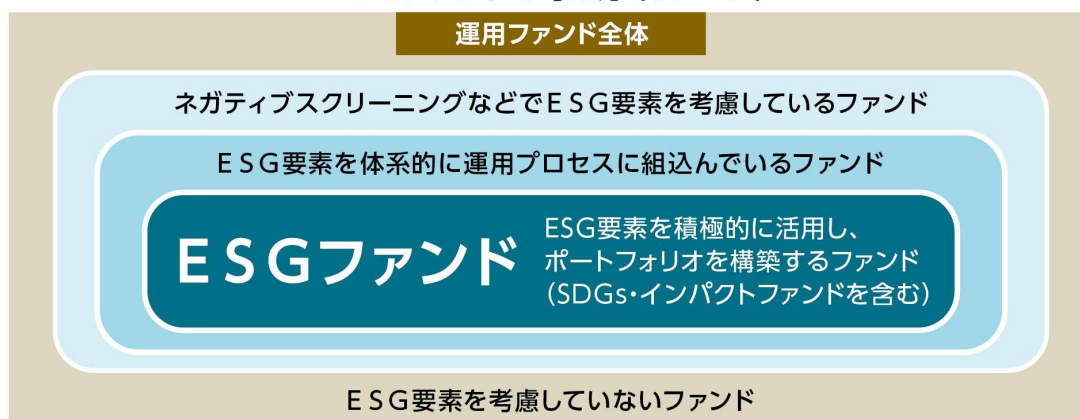 運用ファンド全体
ネガティブスクリーニングなどでESG要素を考慮しているファンド
ESG要素を体系的に運用プロセスに組込んでいるファンド
ESGファンド
ESG要素を積極的に活用し、
ポートフォリオを構築するファンド
(SDGs・インパクトファンドを含む)
ESG要素を考慮していないファンド